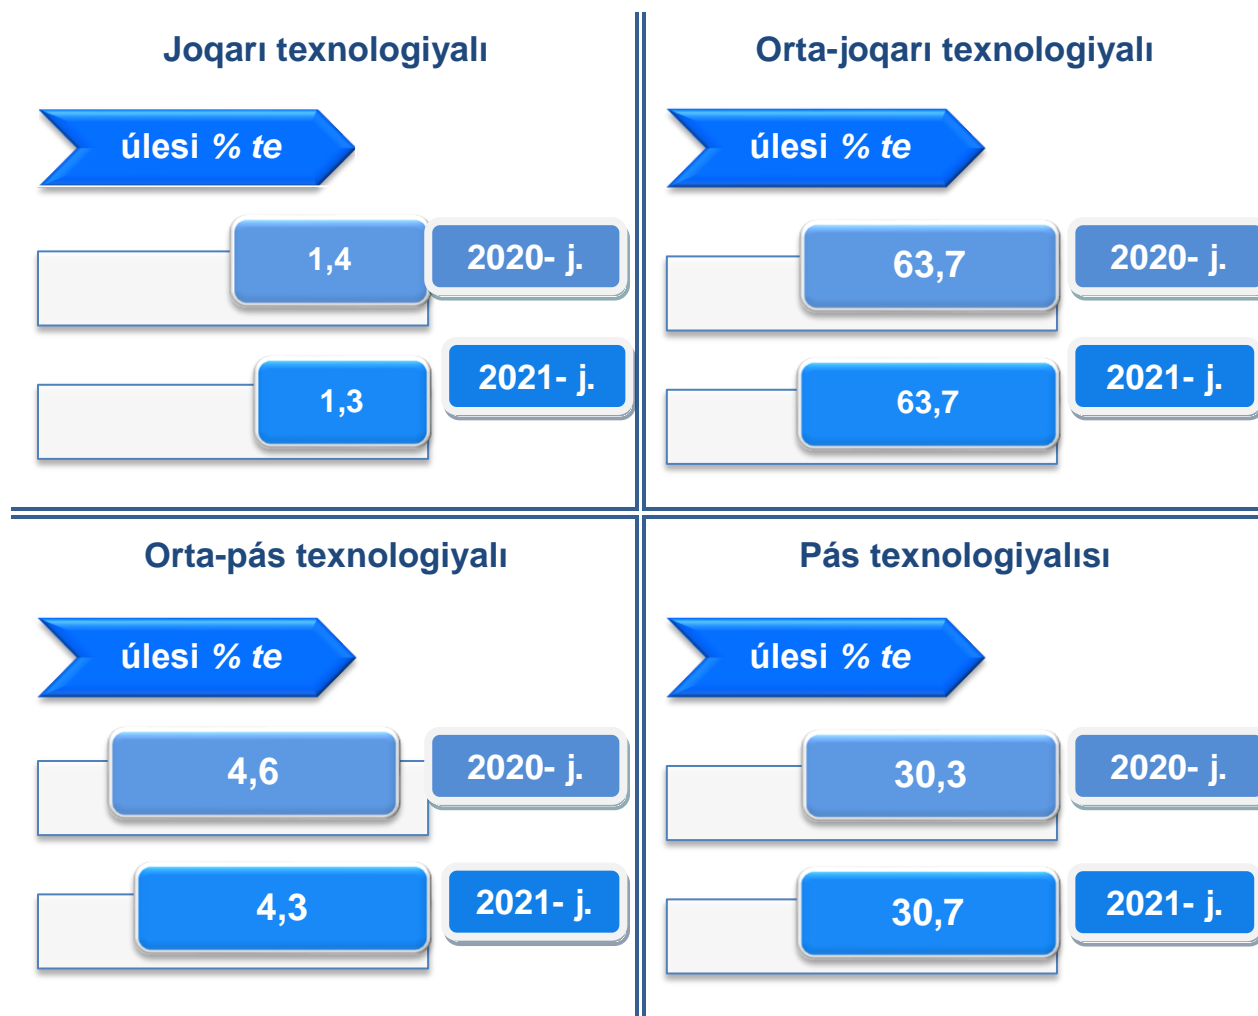 Joqarı texnologiyalı
úlesi % te
1,4
2020- j.
1,3
2021- j.
Orta-joqarı texnologiyalı
úlesi % te
63,7
2020- j.
63,7
2021- j.
Orta-pás texnologiyalı
úlesi % te
4,6
2020- j.
4,3
2021- j.
Pás texnologiyalısı
úlesi % te
30,3
2020- j.
30,7
2021- j.